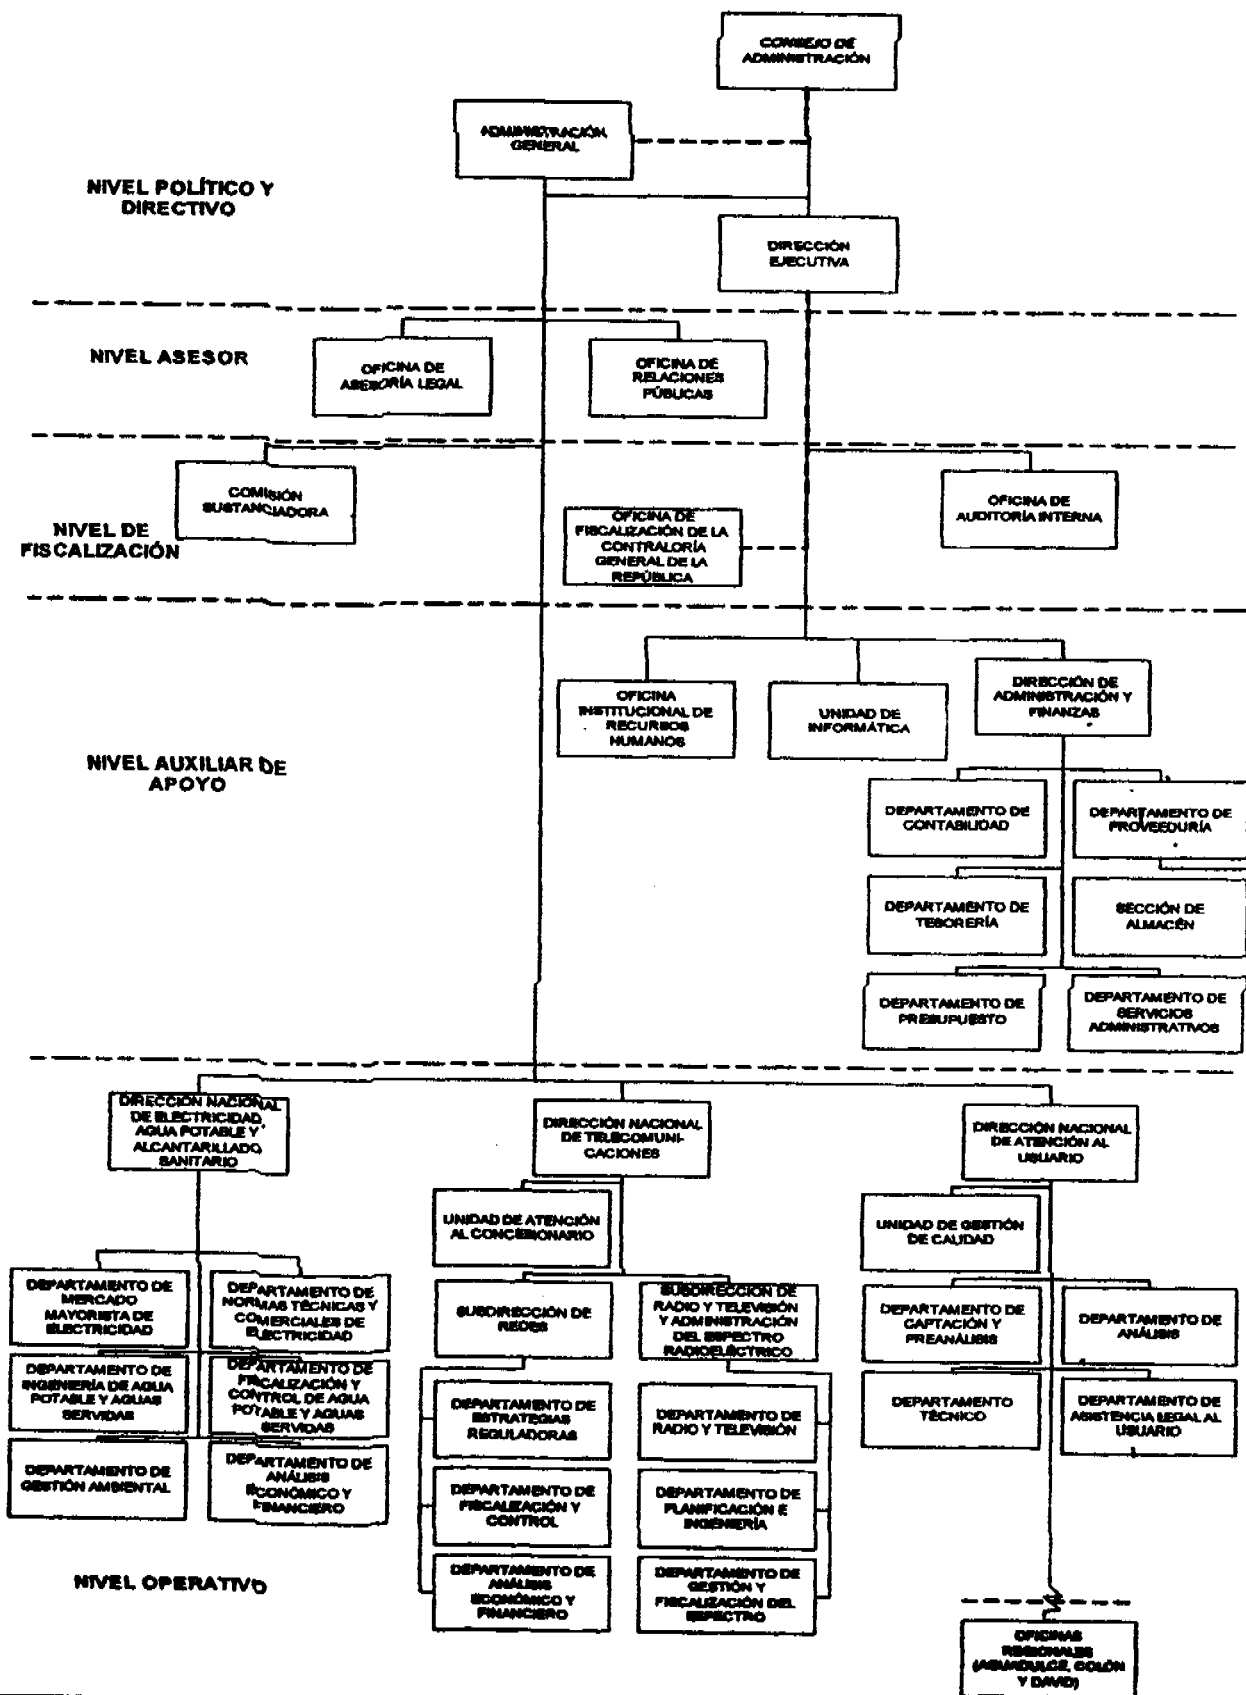 CONSEJO DE
ADMINISTRACIÓN
ADMINISTRACIÓN
GENERAL
NIVEL POLÍTICO Y
DIRECTIVO
DIRECCIÓN
EJECUTIVA
NIVEL ASESOR
OFICINA DE
ASESORÍA LEGAL
OFICINA DE
RELACIONES
PÚBLICAS
COMISIÓN
SUSTANCIADORA
OFICINA DE
AUDITORÍA INTERNA
NIVEL DE
FISCALIZACIÓN
OFICINA DE
FISCALIZACIÓN DE LA
CONTRALORÍA
GENERAL DE LA
REPÚBLICA
OFICINA
INSTITUCIONAL DE
RECURSOS
HUMANOS
UNIDAD DE
INFORMÁTICA
DIRECCIÓN DE
ADMINISTRACIÓN Y
FINANZAS
NIVEL AUXILIAR DE
APOYO
DEPARTAMENTO DE
CONTABILIDAD
DEPARTAMENTO DE
PROVEEDURÍA
DEPARTAMENTO DE
TESORERÍA
SECCIÓN DE
ALMACÉN
DEPARTAMENTO DE
PRESUPUESTO
DEPARTAMENTO DE
SERVICIOS
ADMINISTRATIVOS
DIRECCIÓN NACIONAL
DE ELECTRICIDAD,
AGUA POTABLE Y
ALCANTARILLADO
SANITARIO
DIRECCIÓN NACIONAL
DE TELECOMUNI-
CACIONES
DIRECCIÓN NACIONAL
DE ATENCIÓN AL
USUARIO
UNIDAD DE ATENCIÓN
AL CONCESIONARIO
UNIDAD DE GESTIÓN
DE CALIDAD
DEPARTAMENTO DE
MERCADO
MAYORISTA DE
ELECTRICIDAD
DEPARTAMENTO DE
NORMAS TÉCNICAS Y
COMERCIALES DE
ELECTRICIDAD
SUBDIRECCIÓN DE
REDES
SUBDIRECCIÓN DE
RADIO Y TELEVISIÓN
Y ADMINISTRACIÓN
DEL ESPECTRO
RADIOELÉCTRICO
DEPARTAMENTO DE
CAPTACIÓN Y
PREANÁLISIS
DEPARTAMENTO DE
ANÁLISIS
DEPARTAMENTO DE
INGENIERÍA DE AGUA
POTABLE Y AGUAS
SERVIDAS
DEPARTAMENTO DE
FISCALIZACIÓN Y
CONTROL DE AGUA
POTABLE Y AGUAS
SERVIDAS
DEPARTAMENTO DE
ESTRATEGIAS
REGULADORAS
DEPARTAMENTO DE
RADIO Y TELEVISIÓN
DEPARTAMENTO
TÉCNICO
DEPARTAMENTO DE
ASISTENCIA LEGAL AL
USUARIO
DEPARTAMENTO DE
GESTIÓN AMBIENTAL
DEPARTAMENTO DE
ANÁLISIS
ECONÓMICO Y
FINANCIERO
DEPARTAMENTO DE
FISCALIZACIÓN Y
CONTROL
DEPARTAMENTO DE
PLANIFICACIÓN E
INGENIERÍA
DEPARTAMENTO DE
ANÁLISIS
ECONÓMICO Y
FINANCIERO
DEPARTAMENTO DE
GESTIÓN Y
FISCALIZACIÓN DEL
ESPECTRO
NIVEL OPERATIVO
OFICINAS
REGIONALES
(AGUADULCE, COLÓN
Y DAVID)